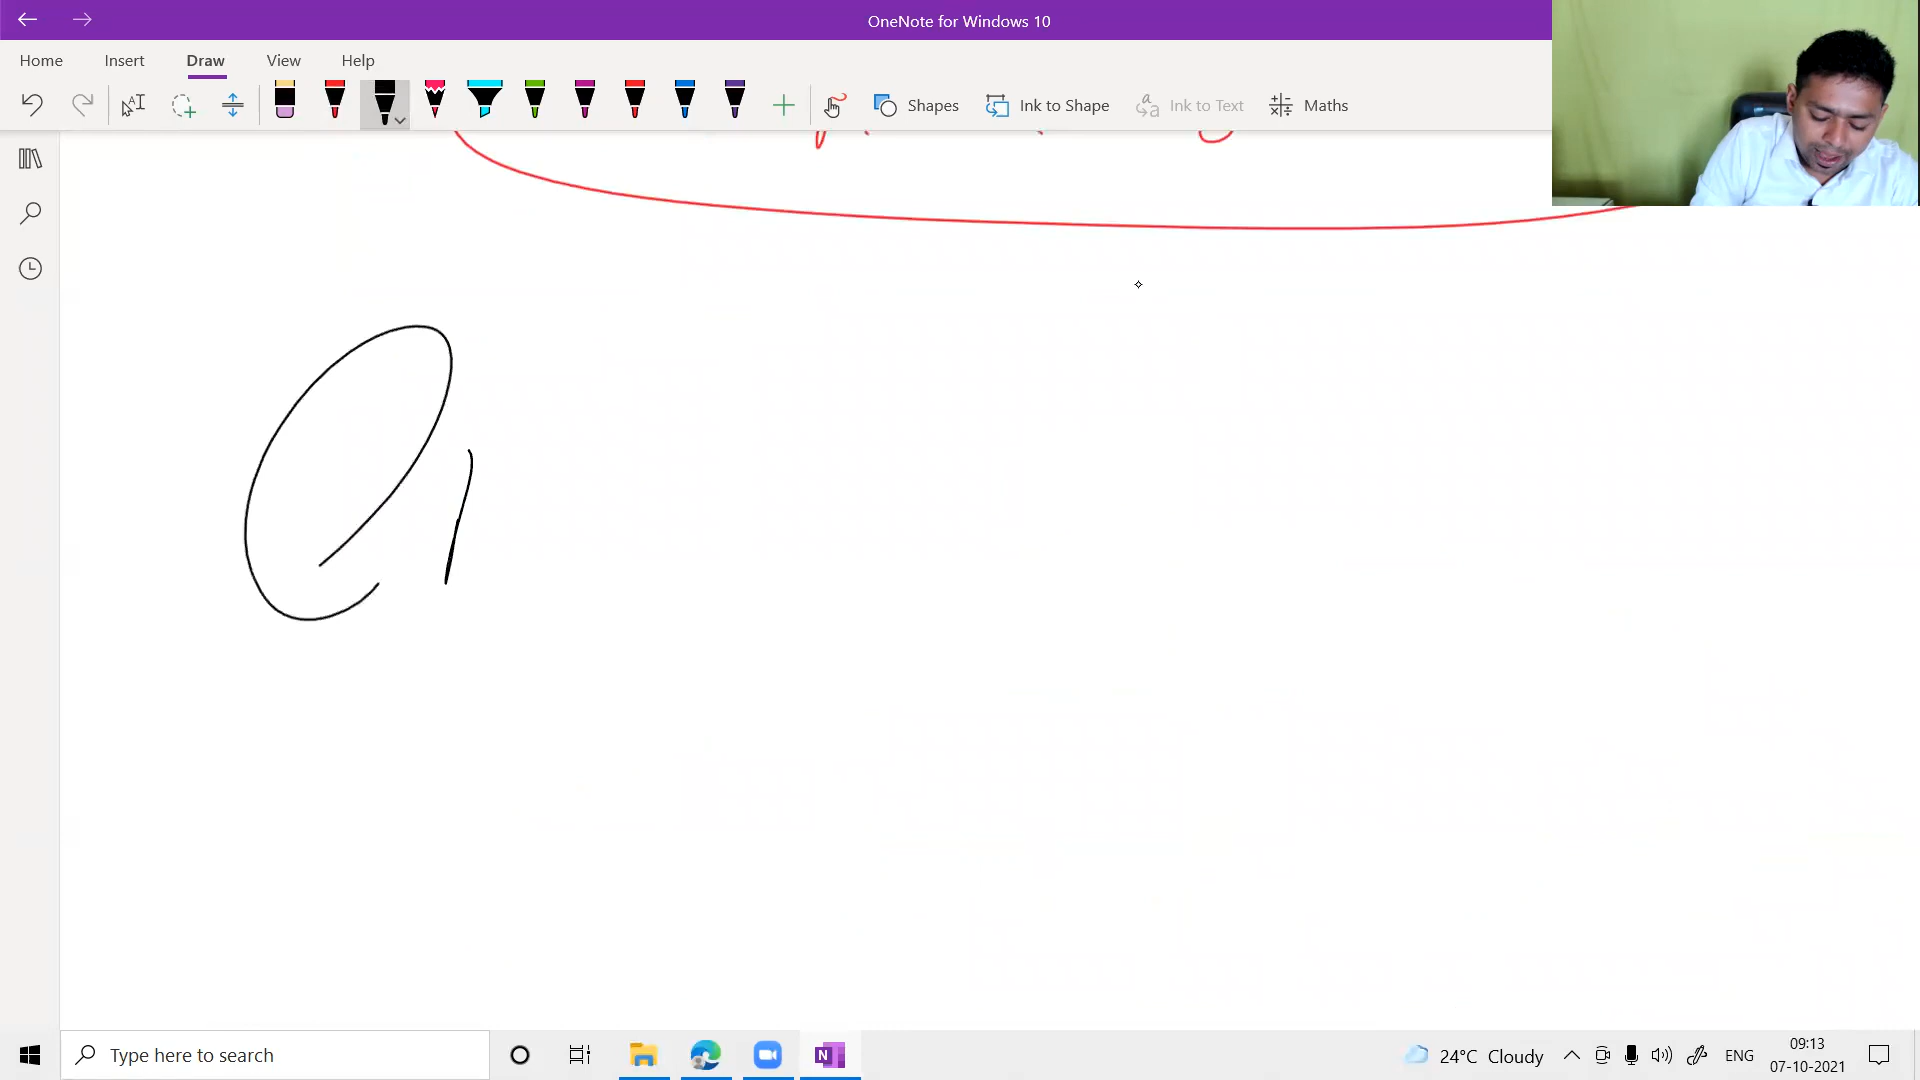 OneNote for Windows 10
Home Insert Draw View Help
Shapes Ink to Shape Ink to Text Maths
Q1
Type here to search
24°C Cloudy ENG 09:13
07-10-2021